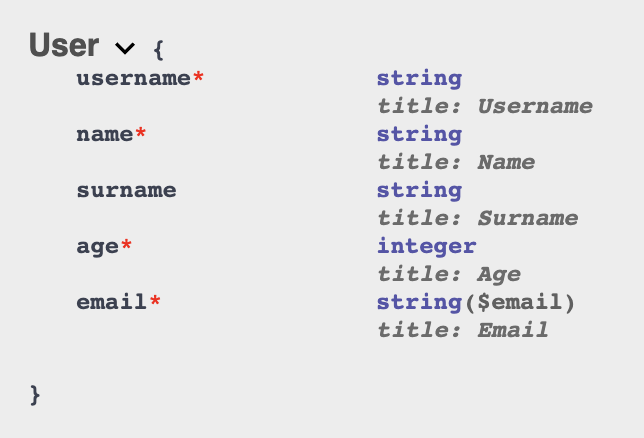 User {
username* string
title: Username
name* string
title: Name
surname string
title: Surname
age* integer
title: Age
email* string($email)
title: Email
}